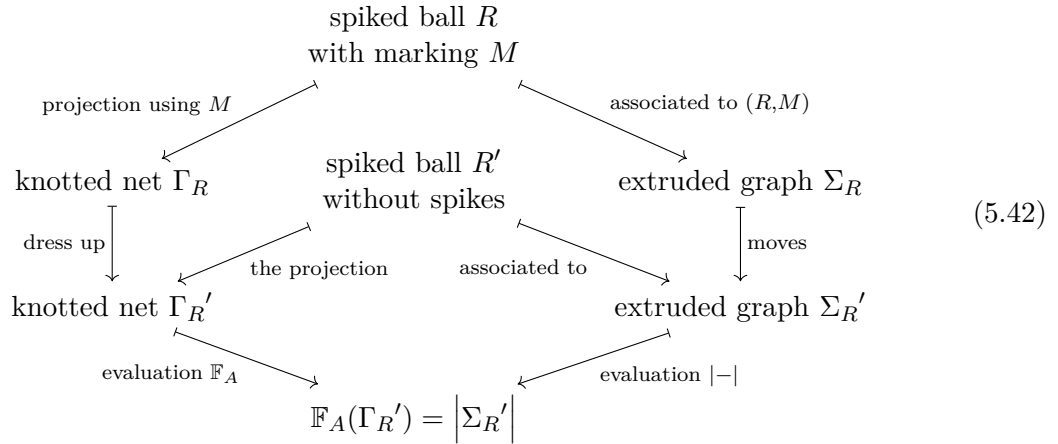 spiked ball R
with marking M
projection using M
associated to (R,M)
knotted net Γ_R
spiked ball R′
without spikes
extruded graph Σ_R
(5.42)
dress up
the projection
associated to
moves
knotted net Γ_R′
extruded graph Σ_R′
evaluation 𝔽_A
evaluation |−|
𝔽_A(Γ_R′) = |Σ_R′|